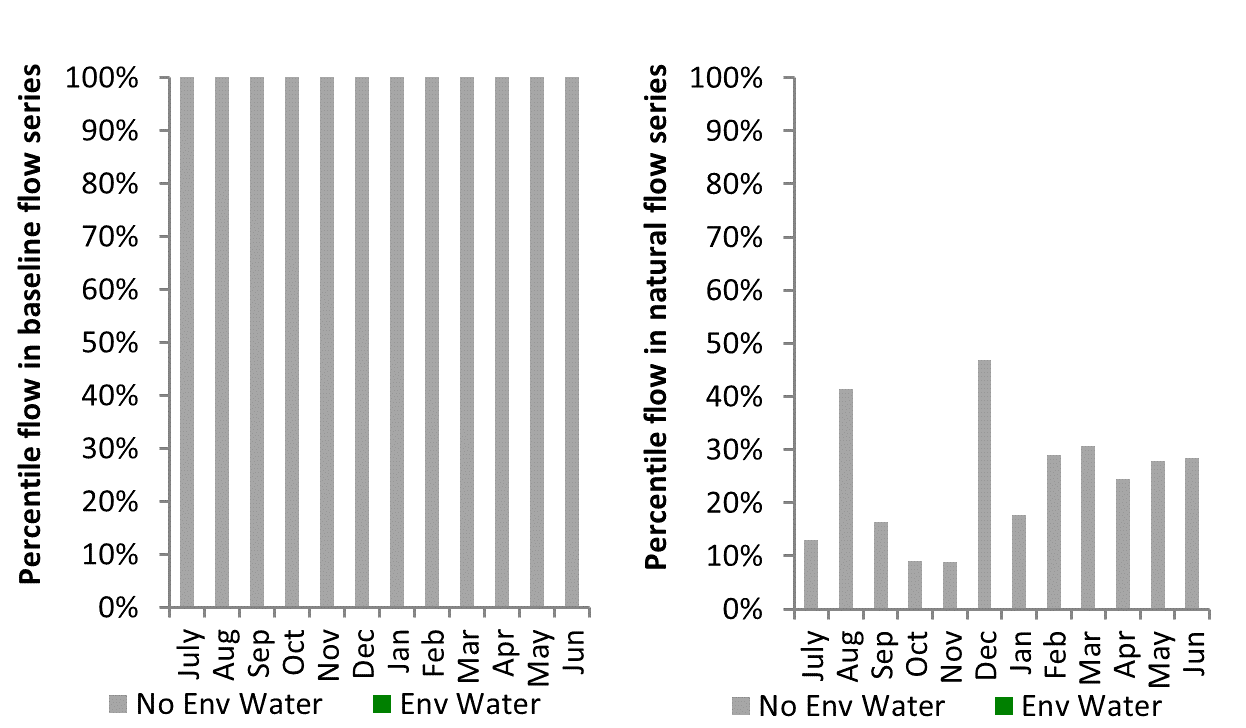 Percentile flow in baseline flow series
100%
90%
80%
70%
60%
50%
40%
30%
20%
10%
0%
July
Aug
Sep
Oct
Nov
Dec
Jan
Feb
Mar
Apr
May
Jun
No Env Water Env Water
Percentile flow in natural flow series
100%
90%
80%
70%
60%
50%
40%
30%
20%
10%
0%
July
Aug
Sep
Oct
Nov
Dec
Jan
Feb
Mar
Apr
May
Jun
No Env Water Env Water